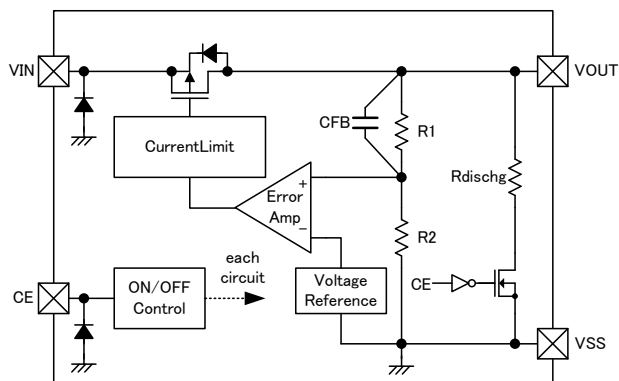 VIN
VOUT
CurrentLimit
CFB
R1
Rdischg
+
Error
Amp
−
R2
each
circuit
CE
ON/OFF
Control
Voltage
Reference
CE
VSS